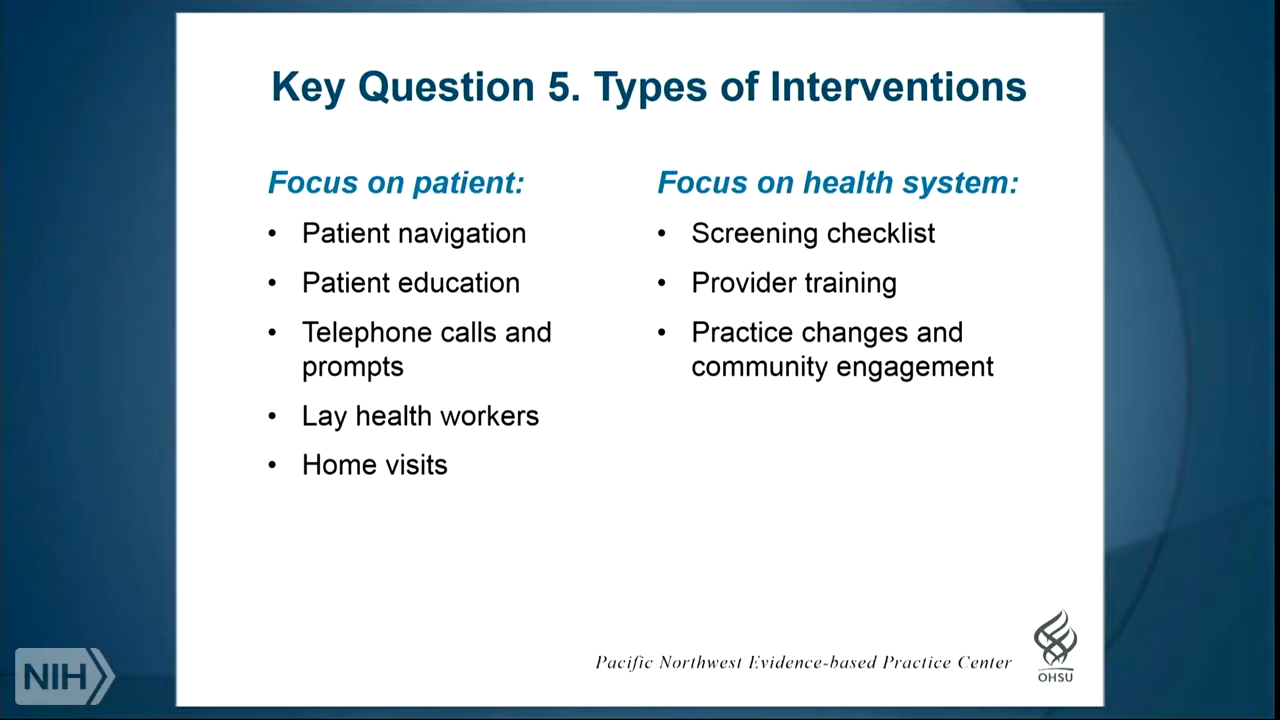 Key Question 5. Types of Interventions
Focus on patient:
• Patient navigation
• Patient education
• Telephone calls and
prompts
• Lay health workers
• Home visits
Focus on health system:
• Screening checklist
• Provider training
• Practice changes and
community engagement
Pacific Northwest Evidence-based Practice Center
OHSU
NIH